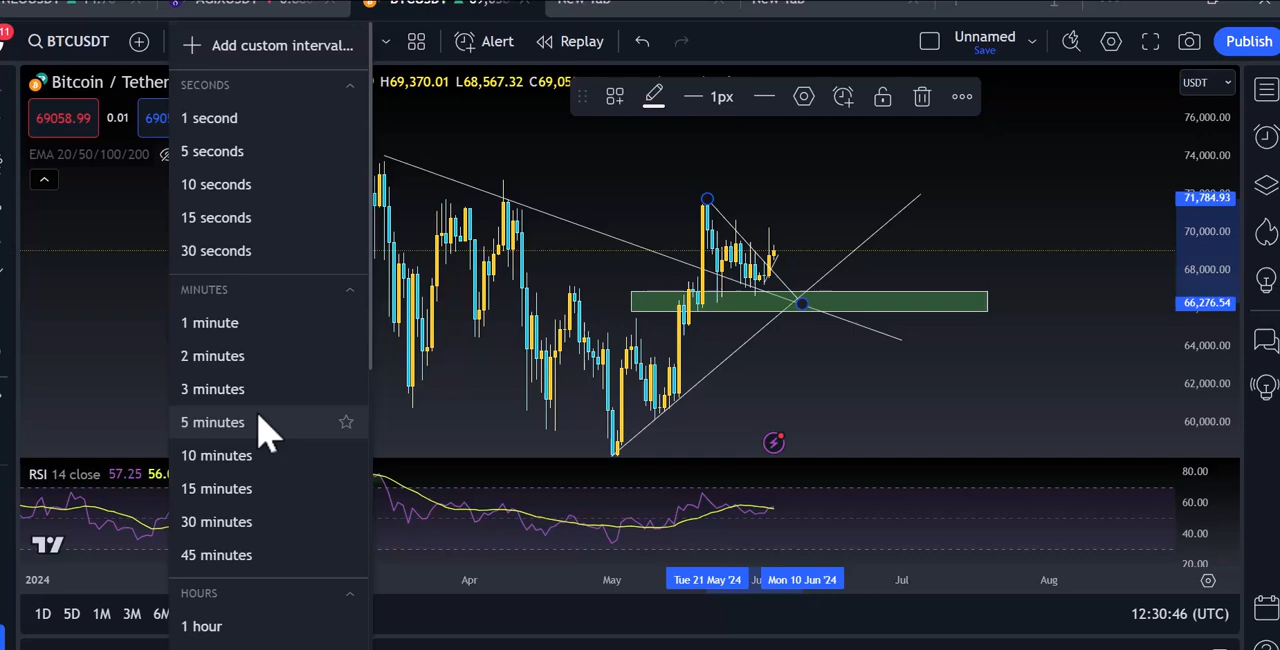 BTCUSDT
Add custom interval...
Alert
Replay
Unnamed
Save
Publish
11
Bitcoin / Tether
H69,370.01 L68,567.32
69058.99
0.01
EMA 20/50/100/200
1px
USDT
SECONDS
1 second
5 seconds
10 seconds
15 seconds
30 seconds
MINUTES
1 minute
2 minutes
3 minutes
5 minutes
10 minutes
15 minutes
30 minutes
45 minutes
HOURS
1 hour
76,000.00
74,000.00
71,784.93
70,000.00
68,000.00
66,276.54
64,000.00
62,000.00
60,000.00
RSI 14 close 57.25
80.00
60.00
40.00
20.00
2024
Apr
May
Tue 21 May '24
Mon 10 Jun '24
Jul
Aug
1D 5D 1M 3M
12:30:46 (UTC)